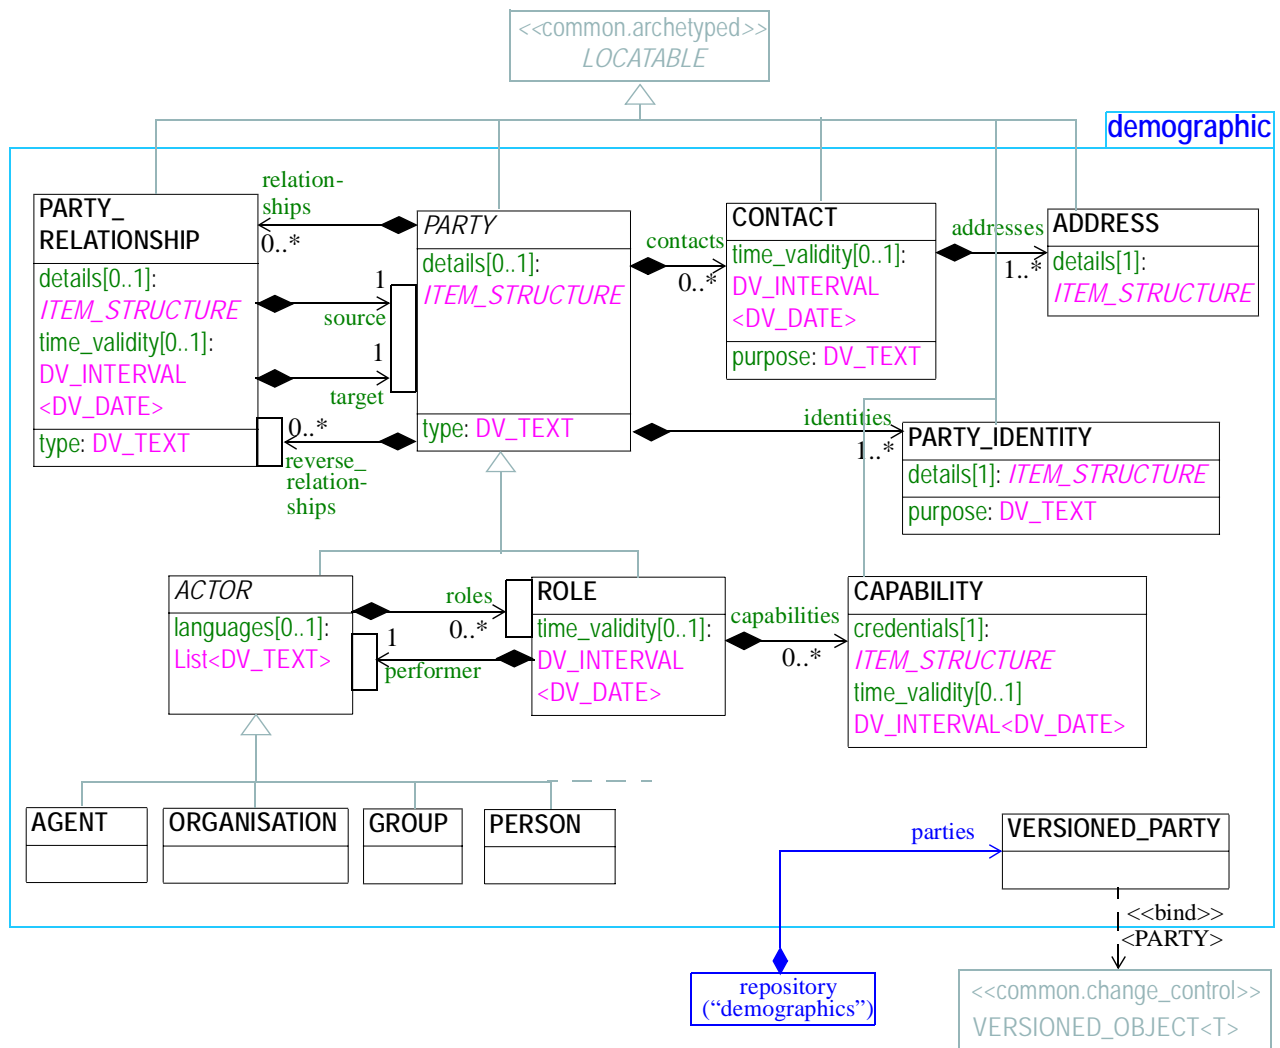 <<common.archetyped>>
LOCATABLE
demographic
PARTY_
RELATIONSHIP
details[0..1]:
ITEM_STRUCTURE
time_validity[0..1]:
DV_INTERVAL
<DV_DATE>
type: DV_TEXT
relation-
ships
0..*
1
source
1
target
0..*
reverse_
relation-
ships
PARTY
details[0..1]:
ITEM_STRUCTURE
type: DV_TEXT
contacts
0..*
CONTACT
time_validity[0..1]:
DV_INTERVAL
<DV_DATE>
purpose: DV_TEXT
addresses
1..*
ADDRESS
details[1]:
ITEM_STRUCTURE
identities
1..*
PARTY_IDENTITY
details[1]: ITEM_STRUCTURE
purpose: DV_TEXT
ACTOR
languages[0..1]:
List<DV_TEXT>
roles
0..*
1
performer
ROLE
time_validity[0..1]:
DV_INTERVAL
<DV_DATE>
capabilities
0..*
CAPABILITY
credentials[1]:
ITEM_STRUCTURE
time_validity[0..1]
DV_INTERVAL<DV_DATE>
AGENT
ORGANISATION
GROUP
PERSON
parties
VERSIONED_PARTY
<<bind>>
<PARTY>
repository
(“demographics”)
<<common.change_control>>
VERSIONED_OBJECT<T>